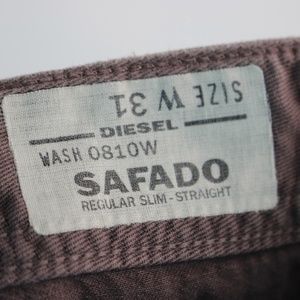 SIZE W 31
DIESEL
WASH 0810W
SAFADO
REGULAR SLIM - STRAIGHT